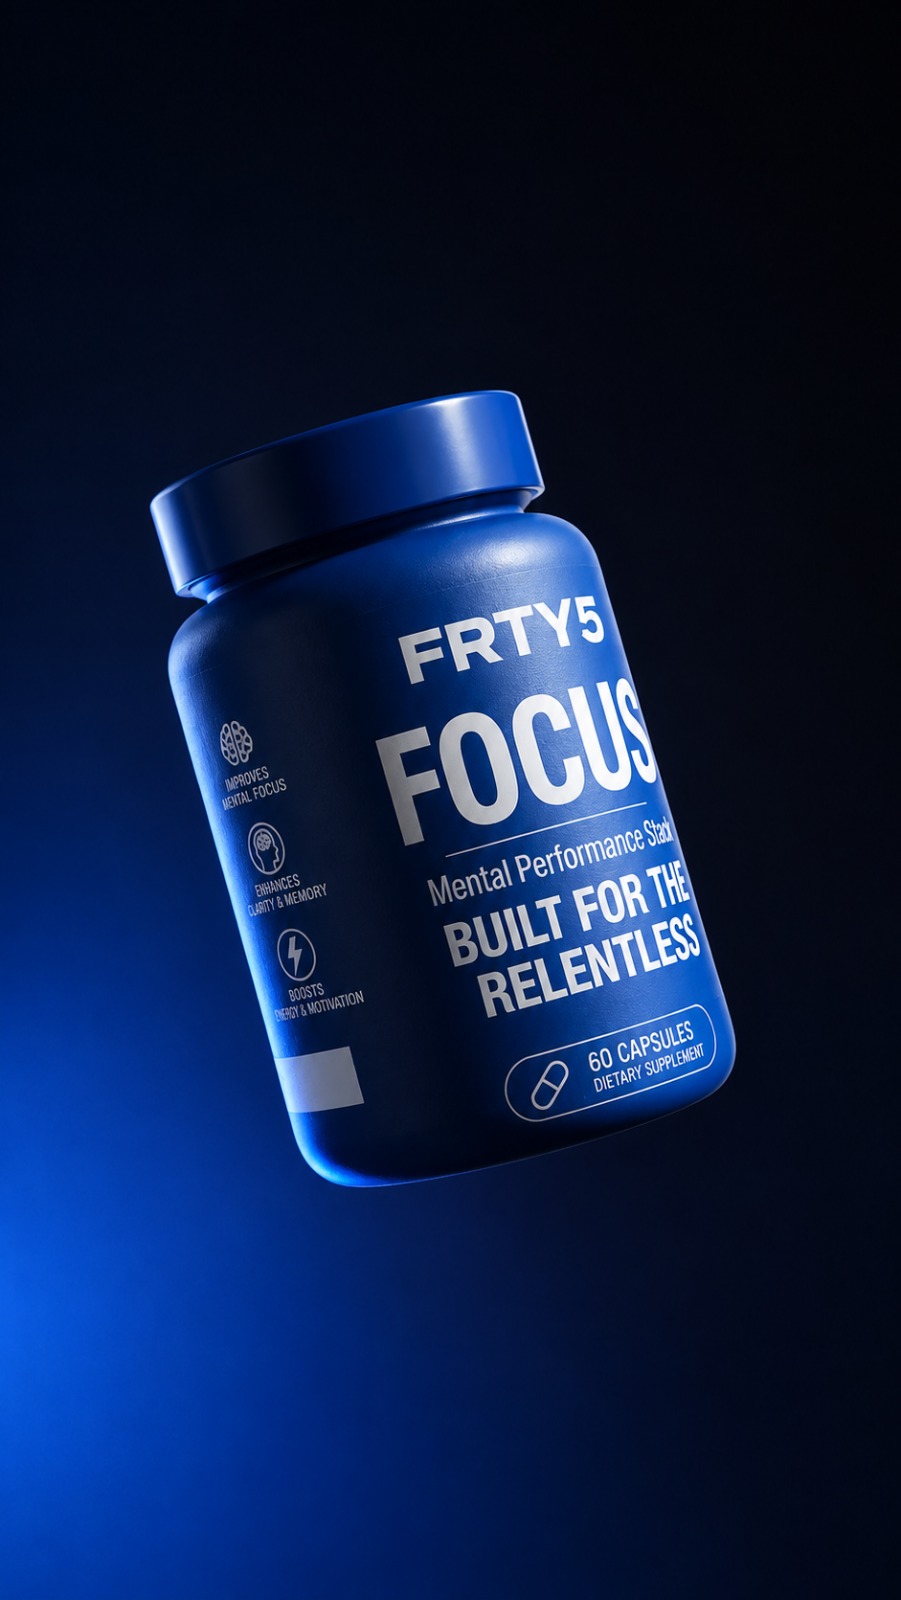 FRTY5
FOCUS
Mental Performance Stack
BUILT FOR THE
RELENTLESS
60 CAPSULES
DIETARY SUPPLEMENT
IMPROVES
MENTAL FOCUS
ENHANCES
CLARITY & MEMORY
BOOSTS
ENERGY & MOTIVATION